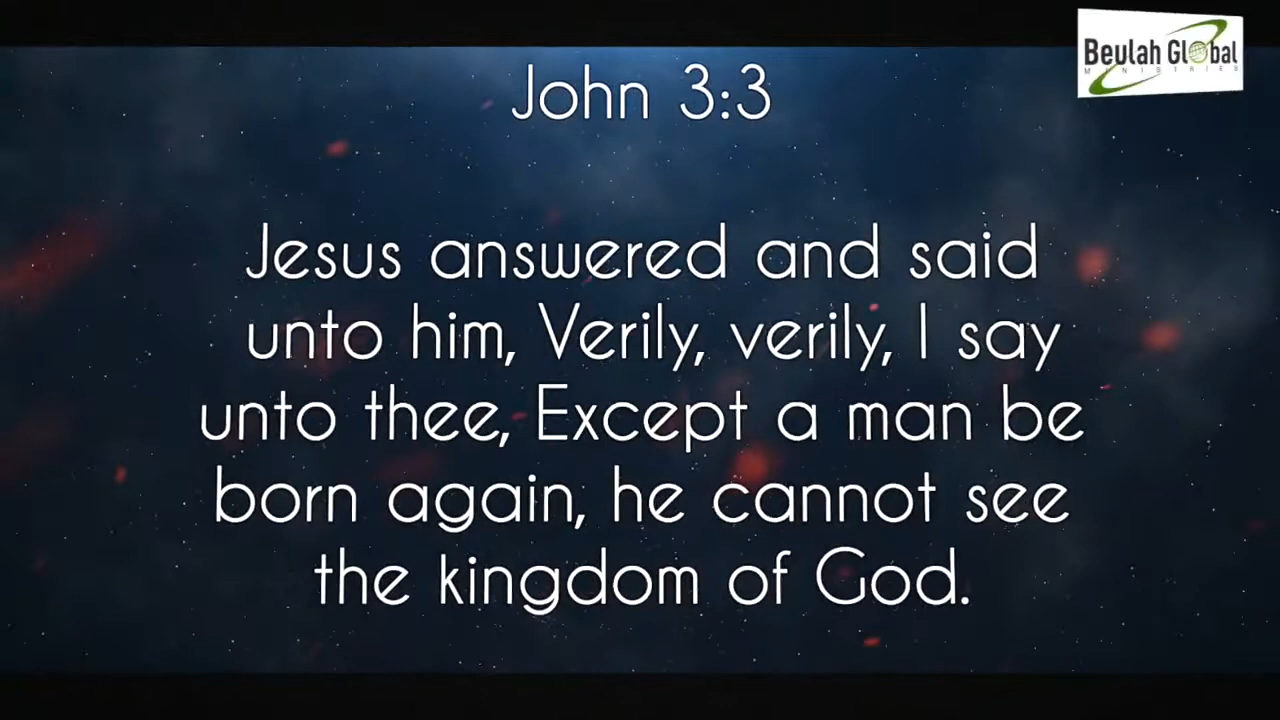 Beulah Global
MINISTRIES
John 3:3
Jesus answered and said
unto him, Verily, verily, I say
unto thee, Except a man be
born again, he cannot see
the kingdom of God.